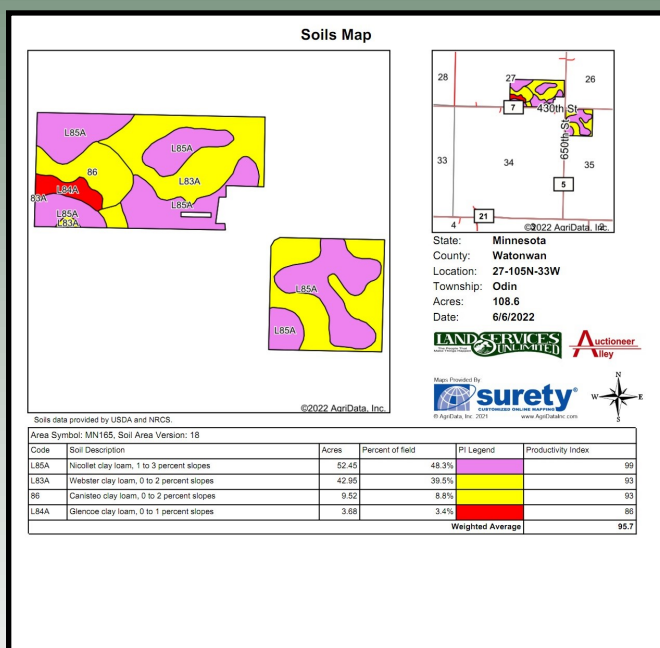 Soils Map
L85A
L85A
86
L83A
L84A
83A
L85A
L85A
L83A
L85A
L85A
©2022 AgriData, Inc.
28
27
26
7
430th St
650th St
33
34
35
5
21
4
2
©2022 AgriData, Inc.
State: Minnesota
County: Watonwan
Location: 27-105N-33W
Township: Odin
Acres: 108.6
Date: 6/6/2022
LAND SERVICES
UNLIMITED
Auctioneer
Alley
Maps Provided By
surety®
CUSTOMIZED ONLINE MAPPING
© AgriData, Inc. 2021 www.AgriDataInc.com
N
W E
S
Soils data provided by USDA and NRCS.
Area Symbol: MN165, Soil Area Version: 18
Code Soil Description Acres Percent of field PI Legend Productivity Index
L85A Nicollet clay loam, 1 to 3 percent slopes 52.45 48.3% 99
L83A Webster clay loam, 0 to 2 percent slopes 42.95 39.5% 93
86 Canisteo clay loam, 0 to 2 percent slopes 9.52 8.8% 93
L84A Glencoe clay loam, 0 to 1 percent slopes 3.68 3.4% 86
Weighted Average 95.7